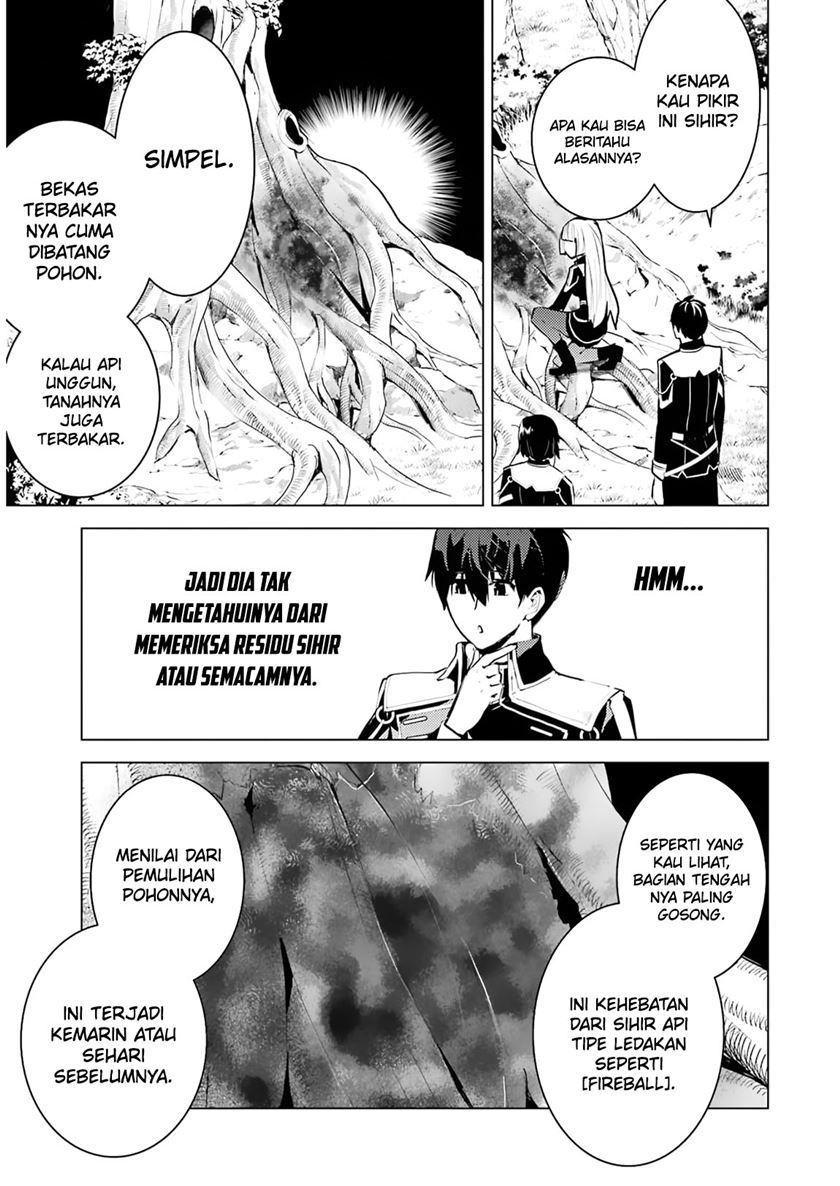 KENAPA
KAU PIKIR
INI SIHIR?
APA KAU BISA
BERITAHU
ALASANNYA?
SIMPEL.
BEKAS
TERBAKAR
NYA CUMA
DIBATANG
POHON.
KALAU API
UNGGUN,
TANAHNYA
JUGA
TERBAKAR.
HMM...
JADI DIA TAK
MENGETAHUINYA DARI
MEMERIKSA RESIDU SIHIR
ATAU SEMACAMNYA.
SEPERTI YANG
KAU LIHAT,
BAGIAN TENGAH
NYA PALING
GOSONG.
INI KEHEBATAN
DARI SIHIR API
TIPE LEDAKAN
SEPERTI
[FIREBALL].
MENILAI DARI
PEMULIHAN
POHONNYA,
INI TERJADI
KEMARIN ATAU
SEHARI
SEBELUMNYA.